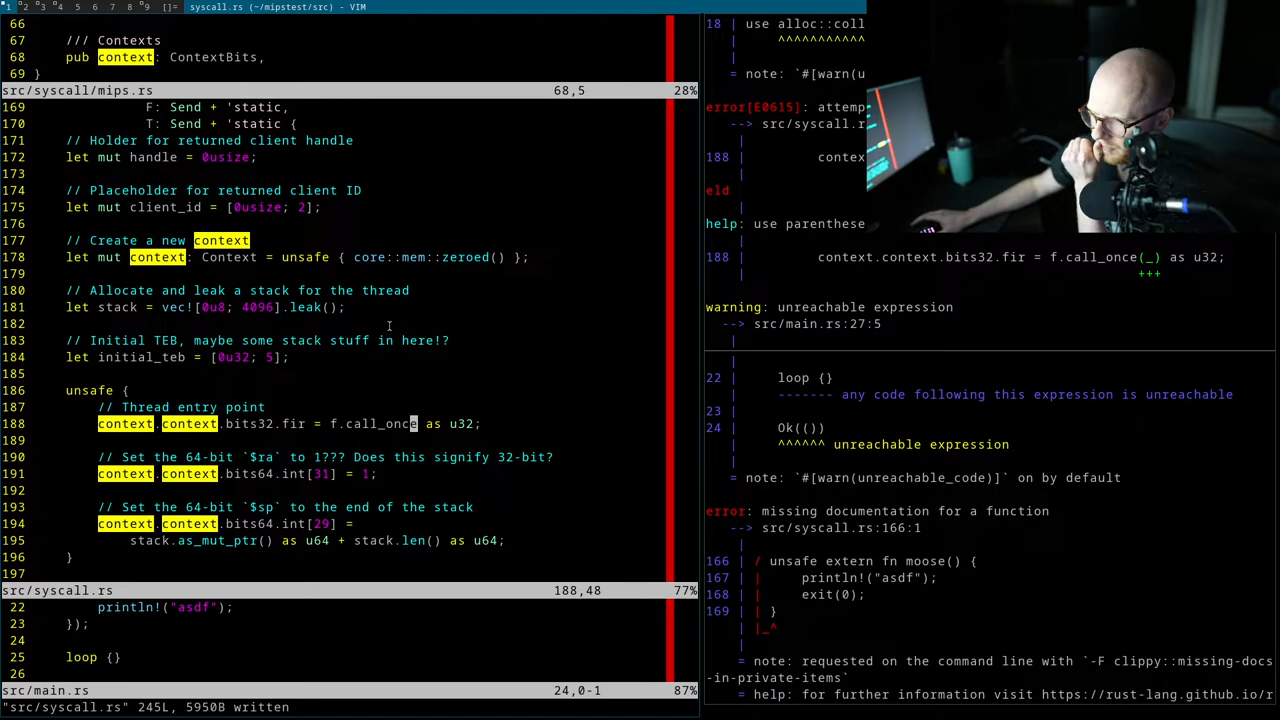 1 2 3 4 5 6 7 8 9 []= syscall.rs (~/mipstest/src) - VIM
66
67 /// Contexts
68 pub context: ContextBits,
69 }
src/syscall/mips.rs 68,5 28%
169 F: Send + 'static,
170 T: Send + 'static {
171 // Holder for returned client handle
172 let mut handle = 0usize;
173
174 // Placeholder for returned client ID
175 let mut client_id = [0usize; 2];
176
177 // Create a new context
178 let mut context: Context = unsafe { core::mem::zeroed() };
179
180 // Allocate and leak a stack for the thread
181 let stack = vec![0u8; 4096].leak();
182
183 // Initial TEB, maybe some stack stuff in here!?
184 let initial_teb = [0u32; 5];
185
186 unsafe {
187 // Thread entry point
188 context.context.bits32.fir = f.call_once as u32;
189
190 // Set the 64-bit `$ra` to 1??? Does this signify 32-bit?
191 context.context.bits64.int[31] = 1;
192
193 // Set the 64-bit `$sp` to the end of the stack
194 context.context.bits64.int[29] =
195 stack.as_mut_ptr() as u64 + stack.len() as u64;
196 }
197
src/syscall.rs 188,48 77%
22 println!("asdf");
23 });
24
25 loop {}
26
src/main.rs 24,0-1 87%
"src/syscall.rs" 245L, 5950B written
18 | use alloc::coll
| ^^^^^^^^^^^
|
= note: `#[warn(u
error[E0615]: attemp
--> src/syscall.r
|
188 | contex
|
eld
|
help: use parenthese
|
188 | context.context.bits32.fir = f.call_once(_) as u32;
| +++
warning: unreachable expression
--> src/main.rs:27:5
|
|
22 | loop {}
| ------- any code following this expression is unreachable
23 |
24 | Ok(())
| ^^^^^^ unreachable expression
|
= note: `#[warn(unreachable_code)]` on by default
error: missing documentation for a function
--> src/syscall.rs:166:1
|
166 | / unsafe extern fn moose() {
167 | | println!("asdf");
168 | | exit(0);
169 | | }
| |_^
|
= note: requested on the command line with `-F clippy::missing-docs
-in-private-items`
= help: for further information visit https://rust-lang.github.io/r